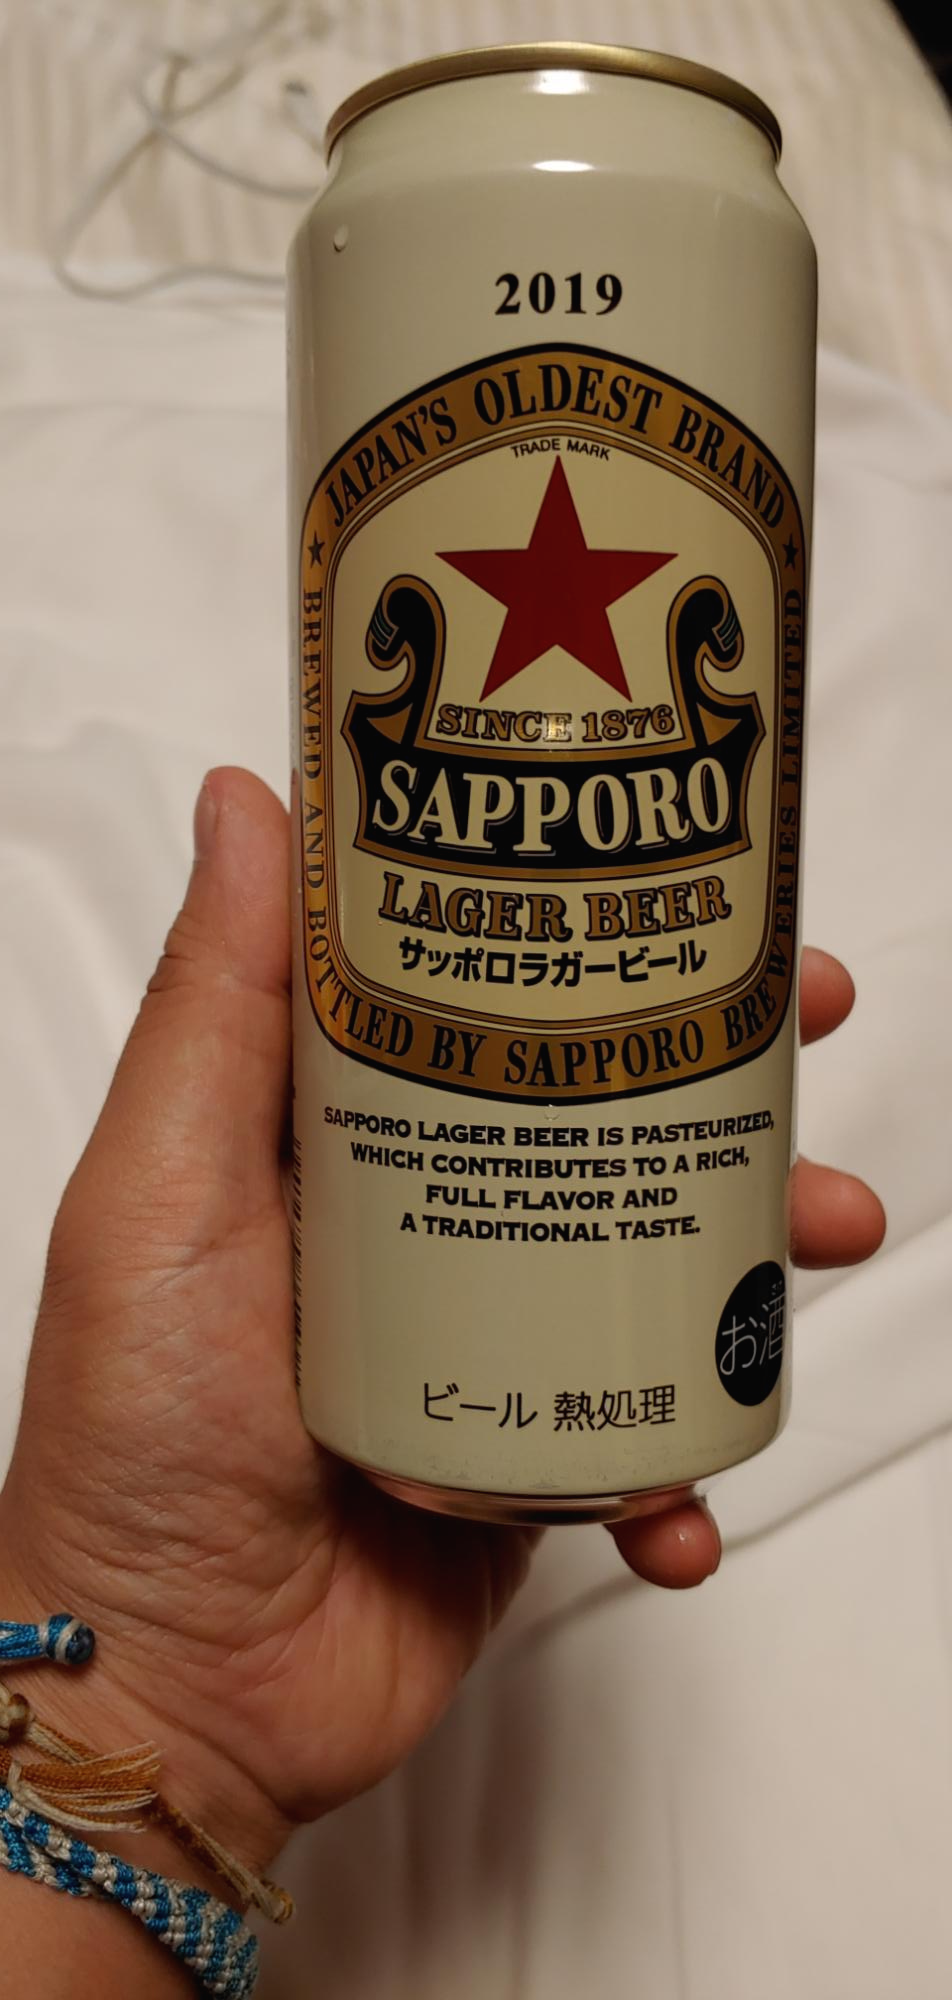 2019
JAPAN'S OLDEST BRAND
TRADE MARK
SINCE 1876
SAPPORO
LAGER BEER
サッポロラガービール
BREWED AND BOTTLED BY SAPPORO BREWERIES LIMITED
SAPPORO LAGER BEER IS PASTEURIZED,
WHICH CONTRIBUTES TO A RICH,
FULL FLAVOR AND
A TRADITIONAL TASTE.
お酒
ビール 熱処理